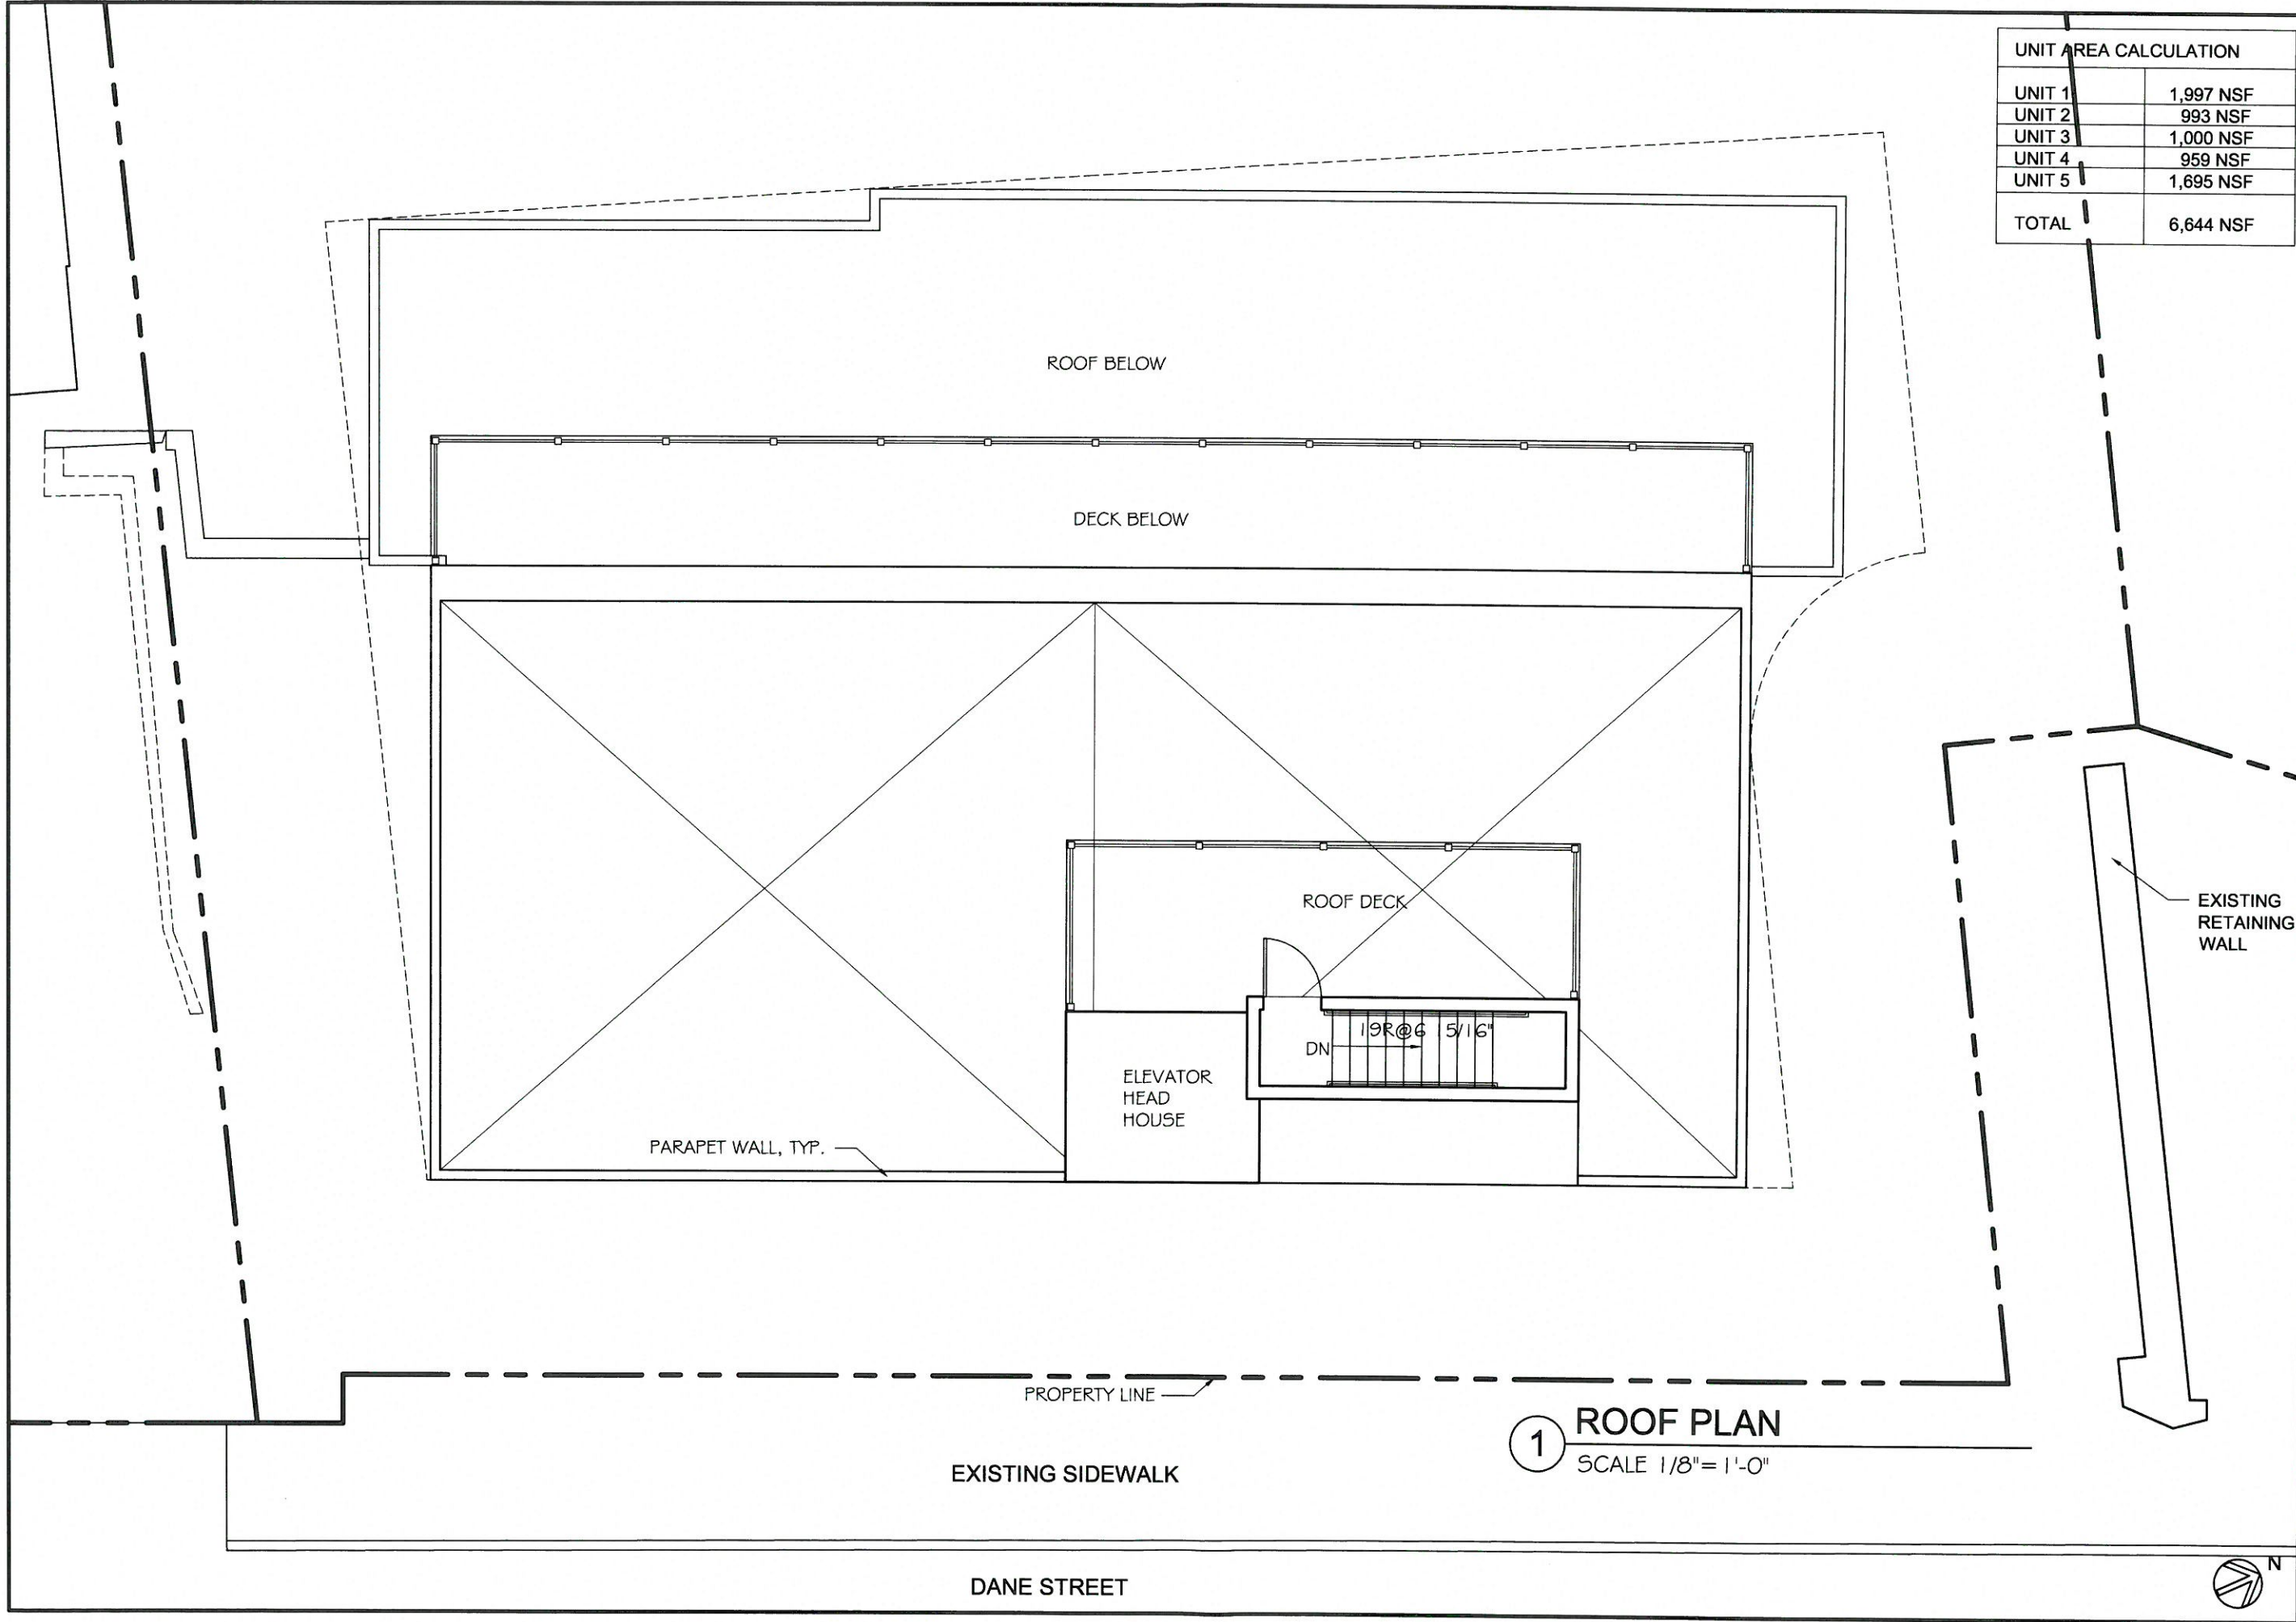 UNIT AREA CALCULATION
UNIT 1 1,997 NSF
UNIT 2 993 NSF
UNIT 3 1,000 NSF
UNIT 4 959 NSF
UNIT 5 1,695 NSF
TOTAL 6,644 NSF
ROOF BELOW
DECK BELOW
ROOF DECK
EXISTING
RETAINING
WALL
19R@6 15/16"
DN
ELEVATOR
HEAD
HOUSE
PARAPET WALL, TYP.
PROPERTY LINE
1 ROOF PLAN
SCALE 1/8"= 1'-0"
EXISTING SIDEWALK
DANE STREET
N